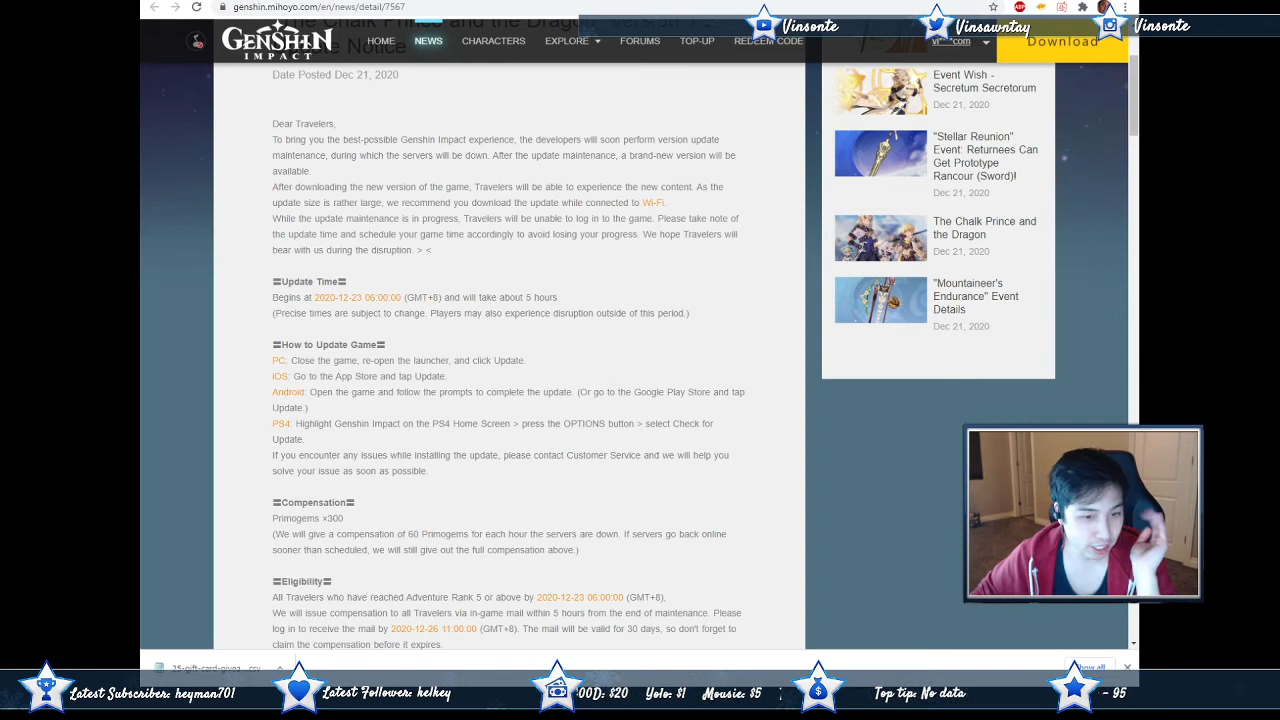 genshin.mihoyo.com/en/news/detail/7567
Vinsonte
Vinsawntay
Vinsonte
GENSHIN
IMPACT
HOME
NEWS
CHARACTERS
EXPLORE
FORUMS
TOP-UP
REDEEM CODE
Download
Date Posted Dec 21, 2020
Dear Travelers,
To bring you the best-possible Genshin Impact experience, the developers will soon perform version update
maintenance, during which the servers will be down. After the update maintenance, a brand-new version will be
available.
After downloading the new version of the game, Travelers will be able to experience the new content. As the
update size is rather large, we recommend you download the update while connected to Wi-Fi.
While the update maintenance is in progress, Travelers will be unable to log in to the game. Please take note of
the update time and schedule your game time accordingly to avoid losing your progress. We hope Travelers will
bear with us during the disruption. > <
〓Update Time〓
Begins at 2020-12-23 06:00:00 (GMT+8) and will take about 5 hours
(Precise times are subject to change. Players may also experience disruption outside of this period.)
〓How to Update Game〓
PC: Close the game, re-open the launcher, and click Update.
iOS: Go to the App Store and tap Update.
Android: Open the game and follow the prompts to complete the update. (Or go to the Google Play Store and tap
Update.)
PS4: Highlight Genshin Impact on the PS4 Home Screen > press the OPTIONS button > select Check for
Update.
If you encounter any issues while installing the update, please contact Customer Service and we will help you
solve your issue as soon as possible.
〓Compensation〓
Primogems ×300
(We will give a compensation of 60 Primogems for each hour the servers are down. If servers go back online
sooner than scheduled, we will still give out the full compensation above.)
〓Eligibility〓
All Travelers who have reached Adventure Rank 5 or above by 2020-12-23 06:00:00 (GMT+8).
We will issue compensation to all Travelers via in-game mail within 5 hours from the end of maintenance. Please
log in to receive the mail by 2020-12-26 11:00:00 (GMT+8). The mail will be valid for 30 days, so don't forget to
claim the compensation before it expires.
Event Wish -
Secretum Secretorum
Dec 21, 2020
"Stellar Reunion"
Event: Returnees Can
Get Prototype
Rancour (Sword)!
Dec 21, 2020
The Chalk Prince and
the Dragon
Dec 21, 2020
"Mountaineer's
Endurance" Event
Details
Dec 21, 2020
Show all
Latest Subscriber: heyman701
Latest Follower: kelkey
$20
Yolo: $1
Mousie: $5
Top tip: No data
- 95